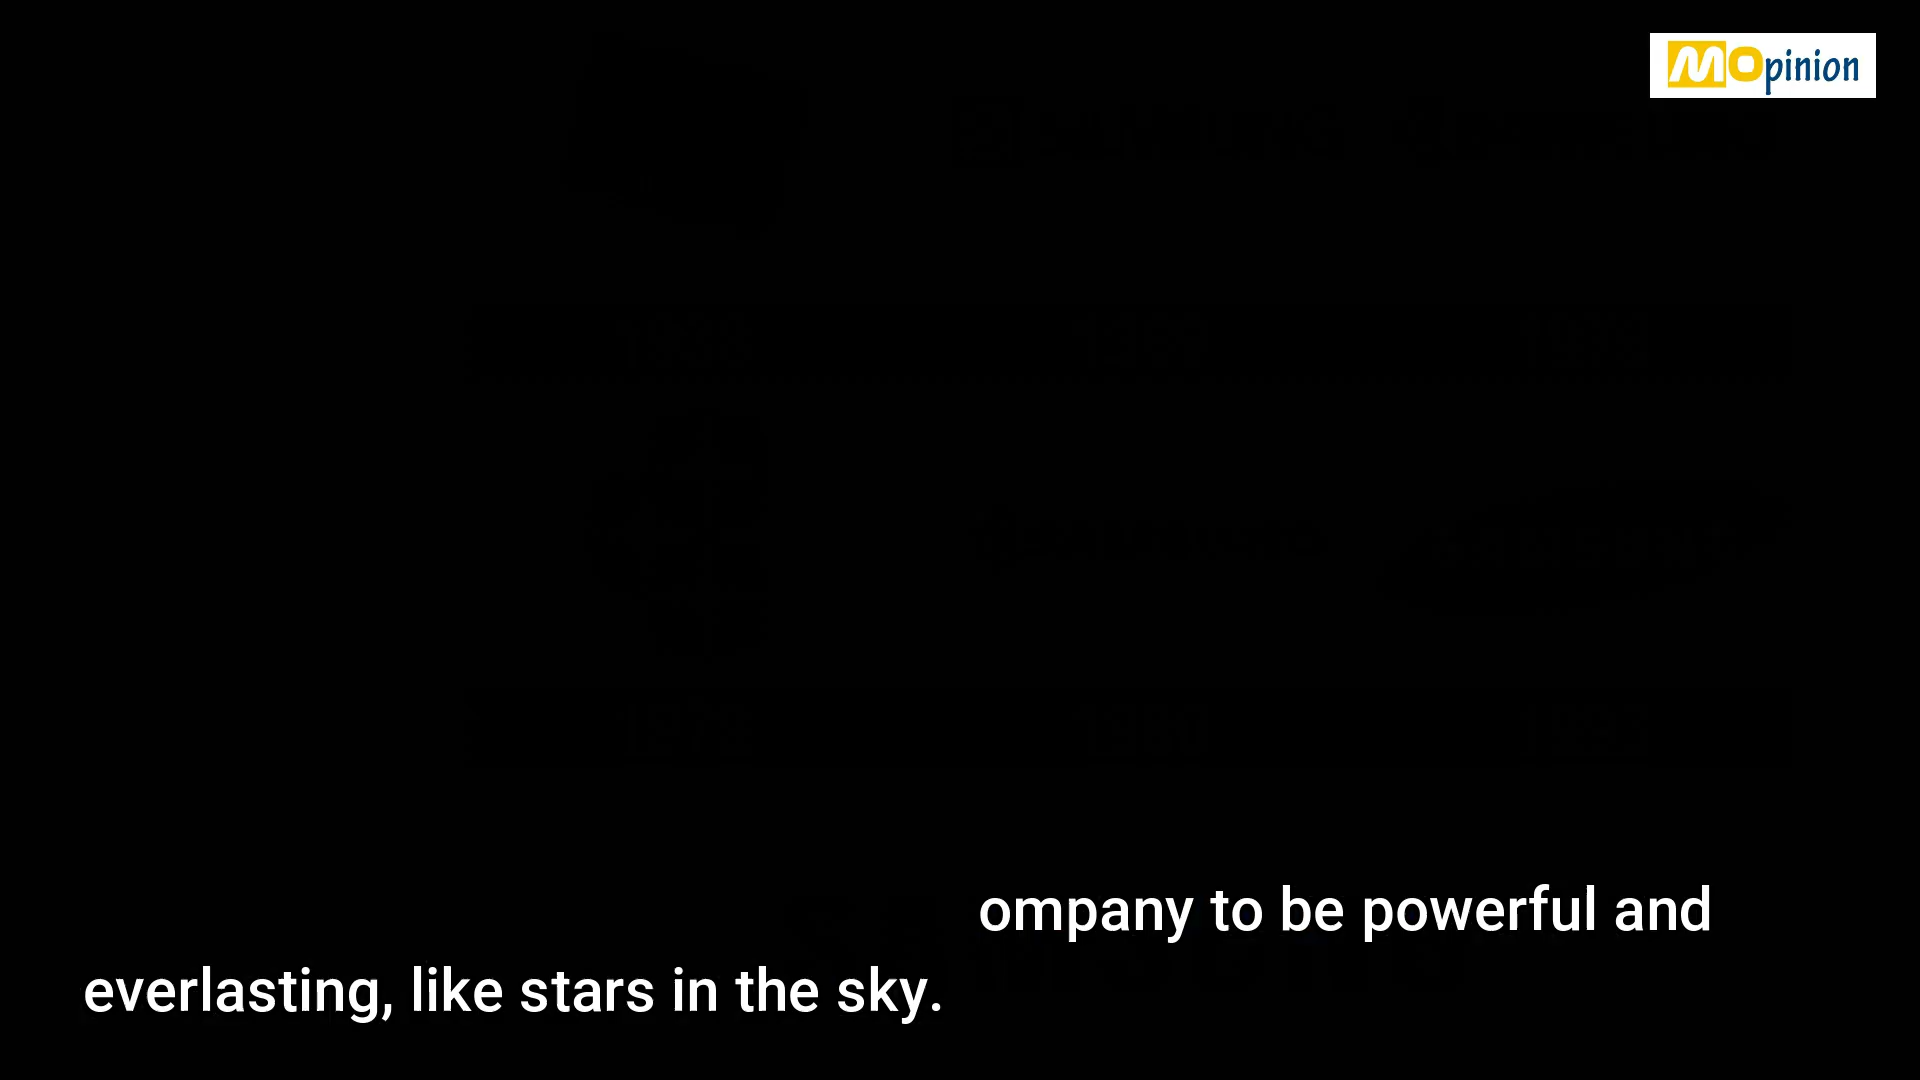 MOpinion
ompany to be powerful and
everlasting, like stars in the sky.